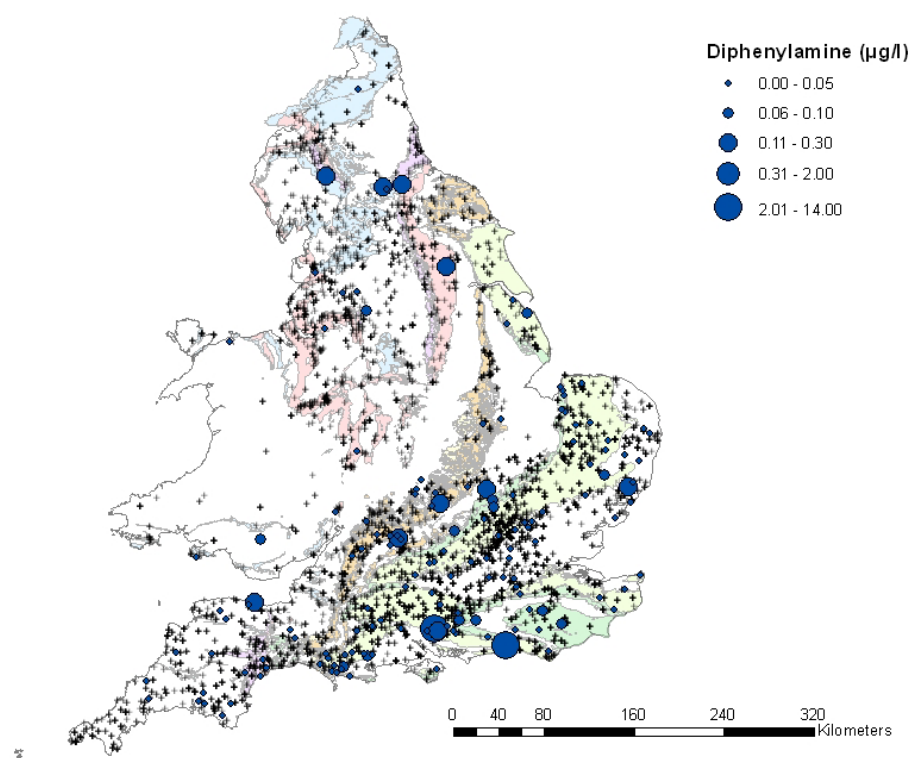 Diphenylamine (µg/l)
0.00 - 0.05
0.06 - 0.10
0.11 - 0.30
0.31 - 2.00
2.01 - 14.00
0 40 80 160 240 320
Kilometers